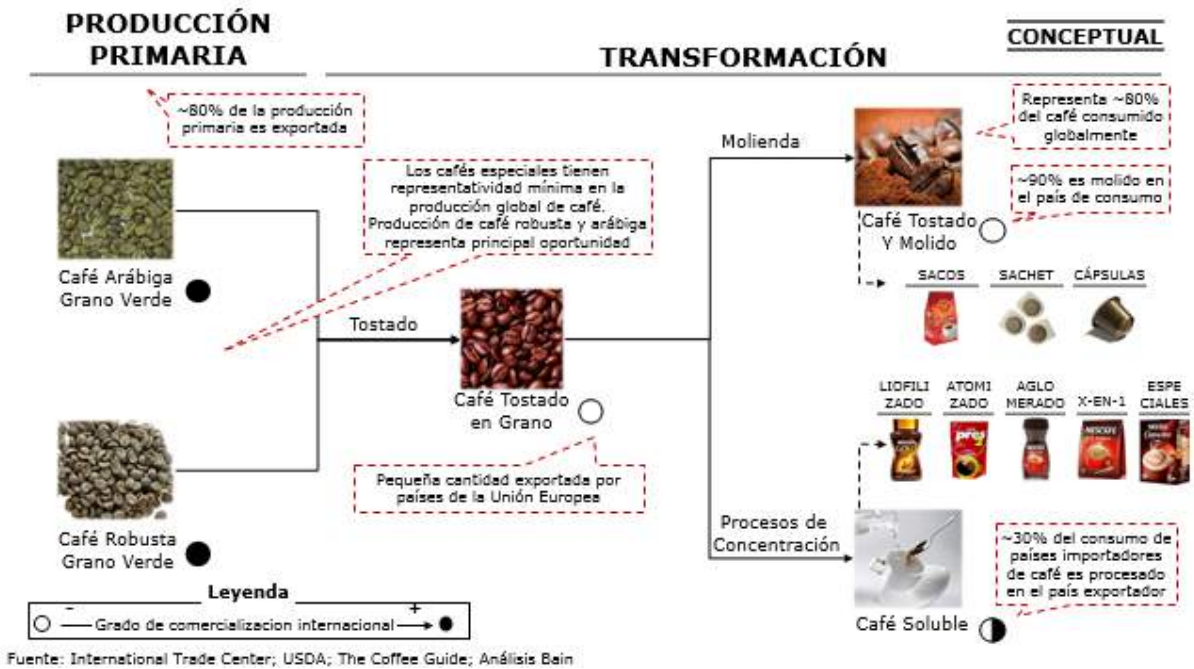 PRODUCCIÓN
PRIMARIA
TRANSFORMACIÓN
CONCEPTUAL
~80% de la producción
primaria es exportada
Café Arábiga
Grano Verde
Los cafés especiales tienen
representatividad mínima en la
producción global de café.
Producción de café robusta y arábiga
representa principal oportunidad
Café Robusta
Grano Verde
Tostado
Café Tostado
en Grano
Pequeña cantidad exportada por
países de la Unión Europea
Molienda
Café Tostado
Y Molido
Representa ~80%
del café consumido
globalmente
~90% es molido en
el país de consumo
SACOS
SACHET
CÁPSULAS
LIOFILI
ZADO
ATOMI
ZADO
AGLO
MERADO
X-EN-1
ESPE
CIALES
NESCAFÉ
Procesos de
Concentración
Café Soluble
~30% del consumo de
países importadores
de café es procesado
en el país exportador
Leyenda
- +
Grado de comercializacion internacional
Fuente: International Trade Center; USDA; The Coffee Guide; Análisis Bain